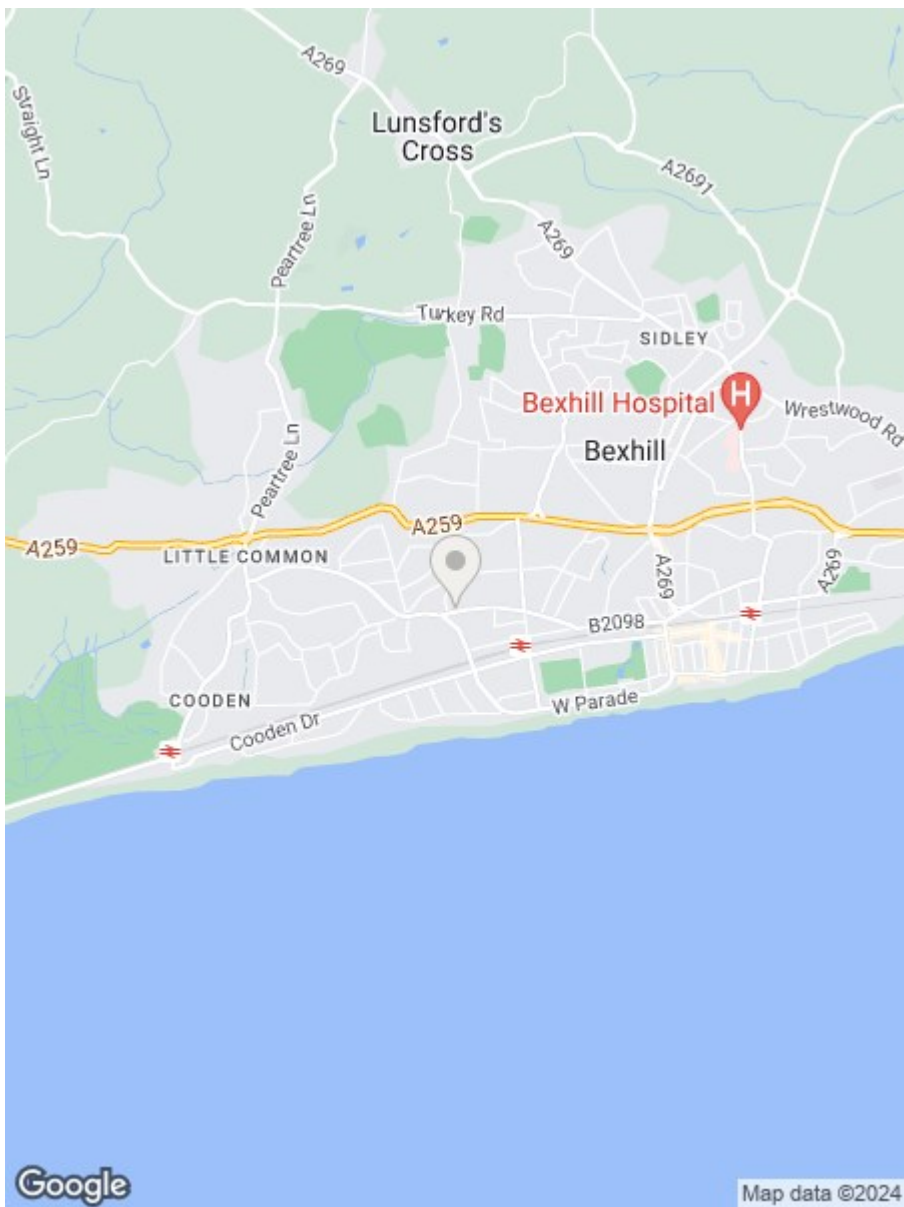 A269
Straight Ln
Lunsford's
Cross
A2691
Peartree Ln
A269
Turkey Rd
SIDLEY
Bexhill Hospital
H
Wrestwood Rd
Bexhill
Peartree Ln
A259
A259
LITTLE COMMON
A269
A269
B2098
COODEN
W Parade
Cooden Dr
Google
Map data ©2024